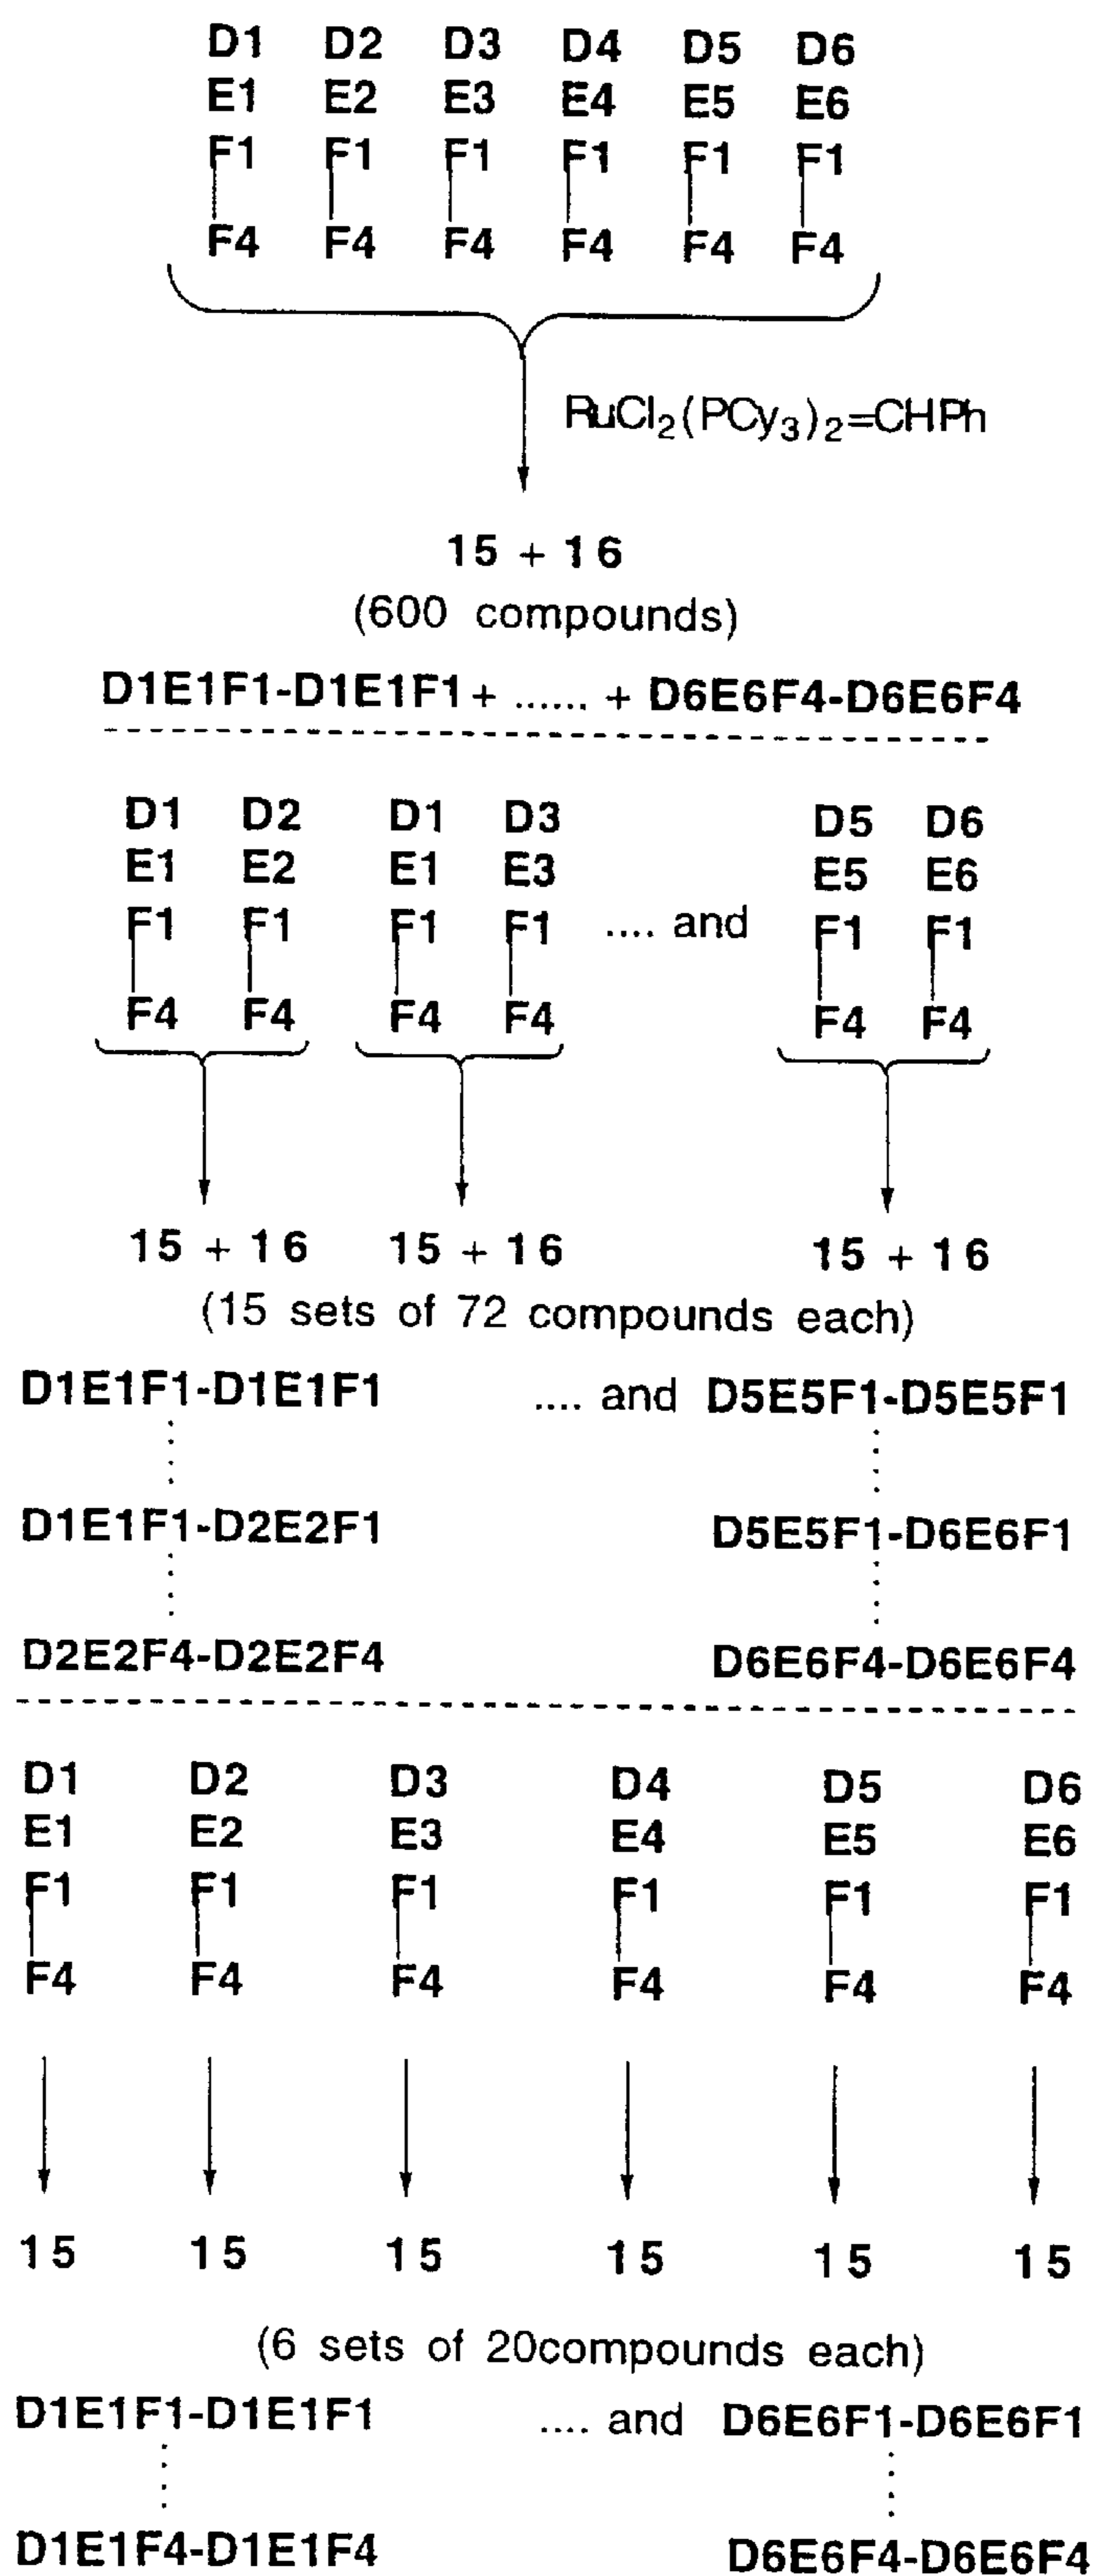 D1 D2 D3 D4 D5 D6
E1 E2 E3 E4 E5 E6
F1 F1 F1 F1 F1 F1
F4 F4 F4 F4 F4 F4
RuCl2(PCy3)2=CHPh
15 + 16
(600 compounds)
D1E1F1-D1E1F1 + ...... + D6E6F4-D6E6F4
D1 D2 D1 D3 D5 D6
E1 E2 E1 E3 E5 E6
F1 F1 F1 F1 .... and F1 F1
F4 F4 F4 F4 F4 F4
15 + 16 15 + 16 15 + 16
(15 sets of 72 compounds each)
D1E1F1-D1E1F1 .... and D5E5F1-D5E5F1
D1E1F1-D2E2F1 D5E5F1-D6E6F1
D2E2F4-D2E2F4 D6E6F4-D6E6F4
D1 D2 D3 D4 D5 D6
E1 E2 E3 E4 E5 E6
F1 F1 F1 F1 F1 F1
F4 F4 F4 F4 F4 F4
15 15 15 15 15 15
(6 sets of 20compounds each)
D1E1F1-D1E1F1 .... and D6E6F1-D6E6F1
D1E1F4-D1E1F4 D6E6F4-D6E6F4